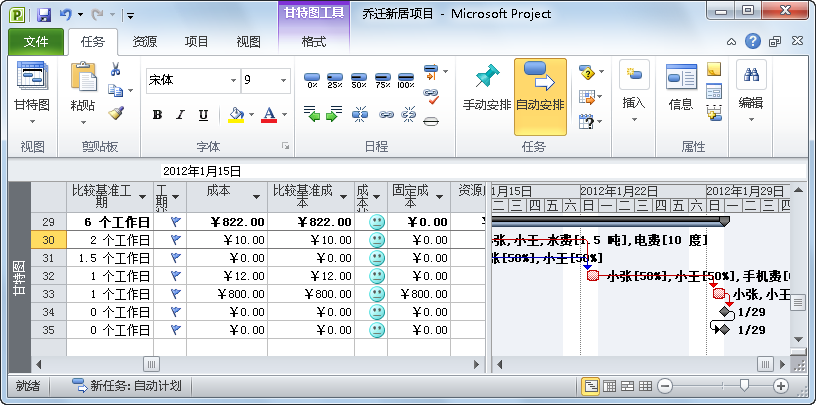 甘特图工具 乔迁新居项目 - Microsoft Project
文件 任务 资源 项目 视图 格式
甘特图 粘贴 宋体 9 0% 25% 50% 75% 100% 手动安排 自动安排 插入 信息 编辑
B I U A
视图 剪贴板 字体 日程 任务 属性
2012年1月15日
比较基准工期 工期 成本 比较基准成本 成本 固定成本 资源 1月15日 2012年1月22日 2012年1月29日
二 三 四 五 六 日 一 二 三 四 五 六 日 一 二 三 四
29 6 个工作日 ￥822.00 ￥822.00 ￥0.00
30 2 个工作日 ￥10.00 ￥10.00 ￥0.00 小张,小王,水费[1.5 吨],电费[10 度]
31 1.5 个工作日 ￥0.00 ￥0.00 ￥0.00 张[50%],小王[50%]
32 1 个工作日 ￥12.00 ￥12.00 ￥0.00 小张[50%],小王[50%],手机费[
33 1 个工作日 ￥800.00 ￥800.00 ￥800.00 小张,小王
34 0 个工作日 ￥0.00 ￥0.00 ￥0.00 1/29
35 0 个工作日 ￥0.00 ￥0.00 ￥0.00 1/29
甘特图
就绪 新任务: 自动计划